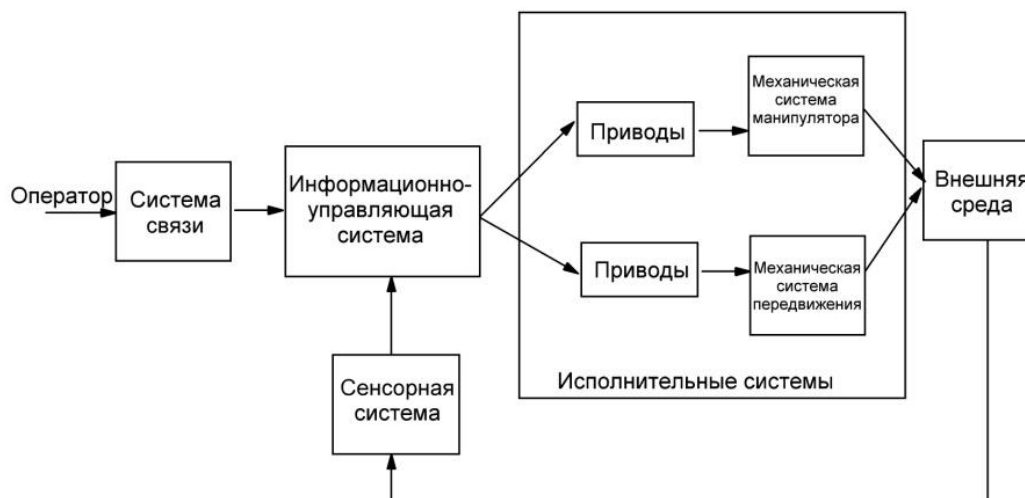 Оператор
Система
связи
Информационно-
управляющая
система
Сенсорная
система
Приводы
Механическая
система
манипулятора
Приводы
Механическая
система
передвижения
Исполнительные системы
Внешняя
среда